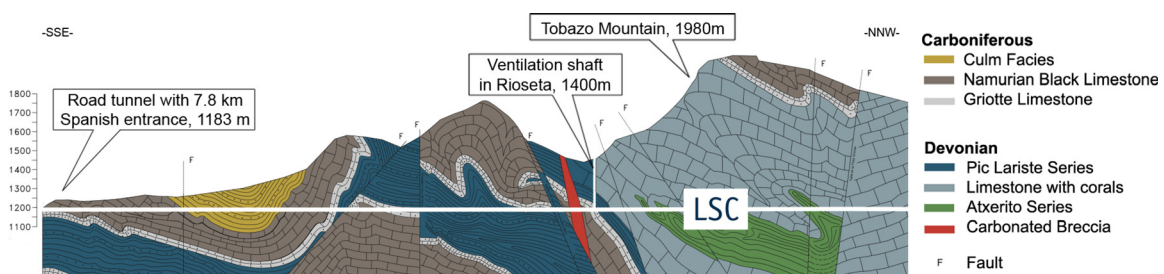 -SSE-
Tobazo Mountain, 1980m
-NNW-
Ventilation shaft
in Rioseta, 1400m
Road tunnel with 7.8 km
Spanish entrance, 1183 m
1800
1700
1600
1500
1400
1300
1200
1100
F
F
F
F
F
F
F
F
LSC
Carboniferous
Culm Facies
Namurian Black Limestone
Griotte Limestone
Devonian
Pic Lariste Series
Limestone with corals
Atxerito Series
Carbonated Breccia
F Fault